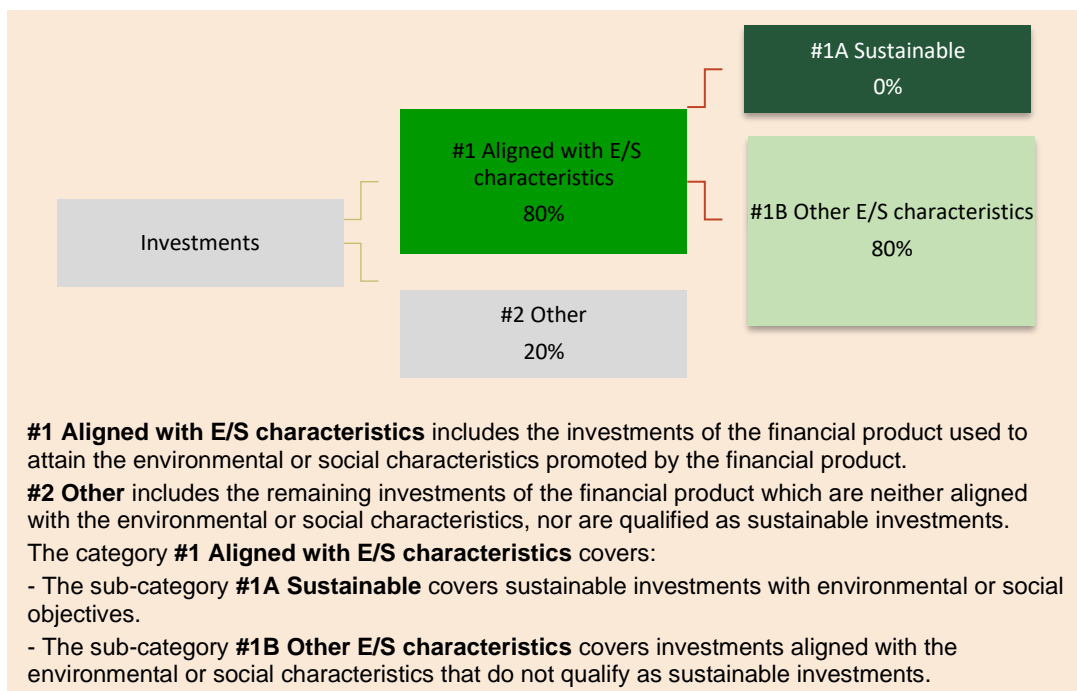 #1A Sustainable
0%
#1 Aligned with E/S
characteristics
80%
#1B Other E/S characteristics
80%
Investments
#2 Other
20%
#1 Aligned with E/S characteristics includes the investments of the financial product used to
attain the environmental or social characteristics promoted by the financial product.
#2 Other includes the remaining investments of the financial product which are neither aligned
with the environmental or social characteristics, nor are qualified as sustainable investments.
The category #1 Aligned with E/S characteristics covers:
- The sub-category #1A Sustainable covers sustainable investments with environmental or social
objectives.
- The sub-category #1B Other E/S characteristics covers investments aligned with the
environmental or social characteristics that do not qualify as sustainable investments.